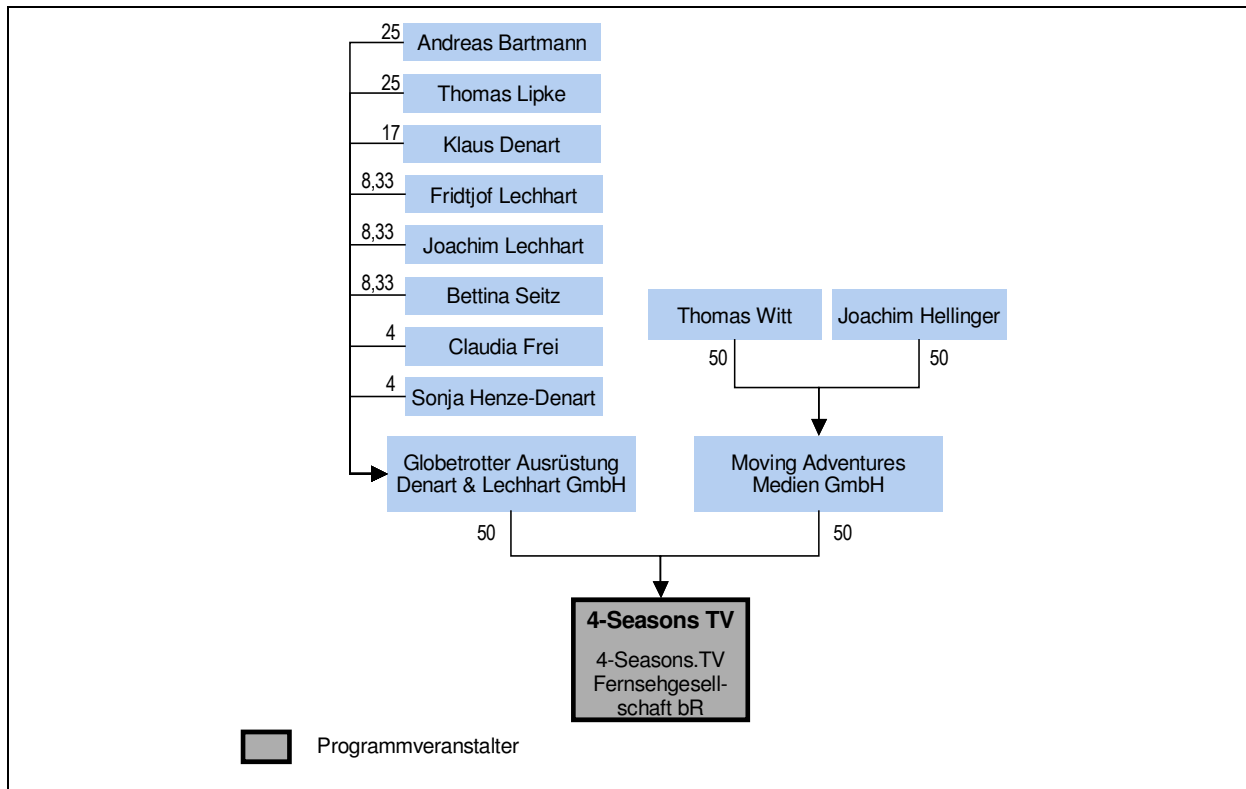 25
Andreas Bartmann
25
Thomas Lipke
17
Klaus Denart
8,33
Fridtjof Lechhart
8,33
Joachim Lechhart
8,33
Bettina Seitz
4
Claudia Frei
4
Sonja Henze-Denart
Thomas Witt
Joachim Hellinger
50
50
Globetrotter Ausrüstung
Denart & Lechhart GmbH
Moving Adventures
Medien GmbH
50
50
4-Seasons TV
4-Seasons.TV
Fernsehgesell-
schaft bR
Programmveranstalter